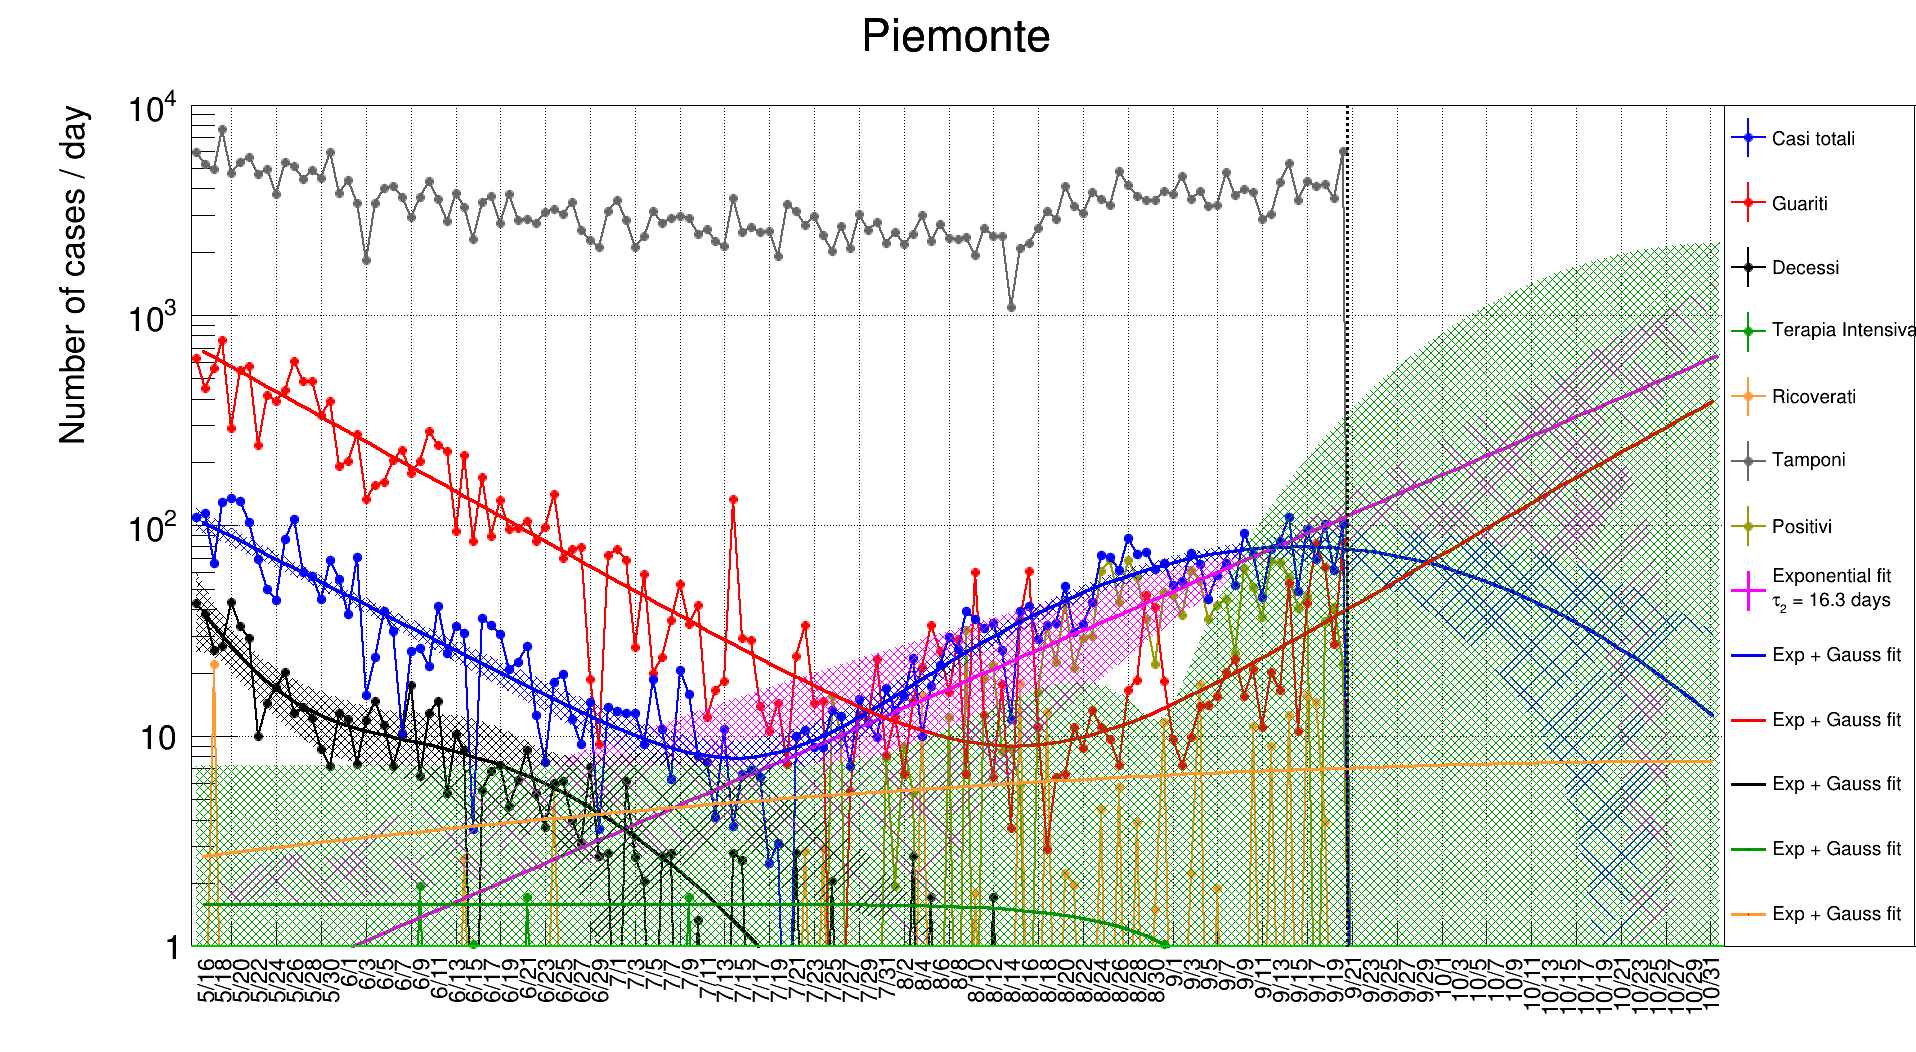 Piemonte
Number of cases / day
10^4
10^3
10^2
10
1
5/16 5/18 5/20 5/22 5/24 5/26 5/28 5/30 6/1 6/3 6/5 6/7 6/9 6/11 6/13 6/15 6/17 6/19 6/21 6/23 6/25 6/27 6/29 7/1 7/3 7/5 7/7 7/9 7/11 7/13 7/15 7/17 7/19 7/21 7/23 7/25 7/27 7/29 7/31 8/2 8/4 8/6 8/8 8/10 8/12 8/14 8/16 8/18 8/20 8/22 8/24 8/26 8/28 8/30 9/1 9/3 9/5 9/7 9/9 9/11 9/13 9/15 9/17 9/19 9/21 9/23 9/25 9/27 9/29 10/1 10/3 10/5 10/7 10/9 10/11 10/13 10/15 10/17 10/19 10/21 10/23 10/25 10/27 10/29 10/31
Casi totali
Guariti
Decessi
Terapia Intensiva
Ricoverati
Tamponi
Positivi
Exponential fit
τ₂ = 16.3 days
Exp + Gauss fit
Exp + Gauss fit
Exp + Gauss fit
Exp + Gauss fit
Exp + Gauss fit